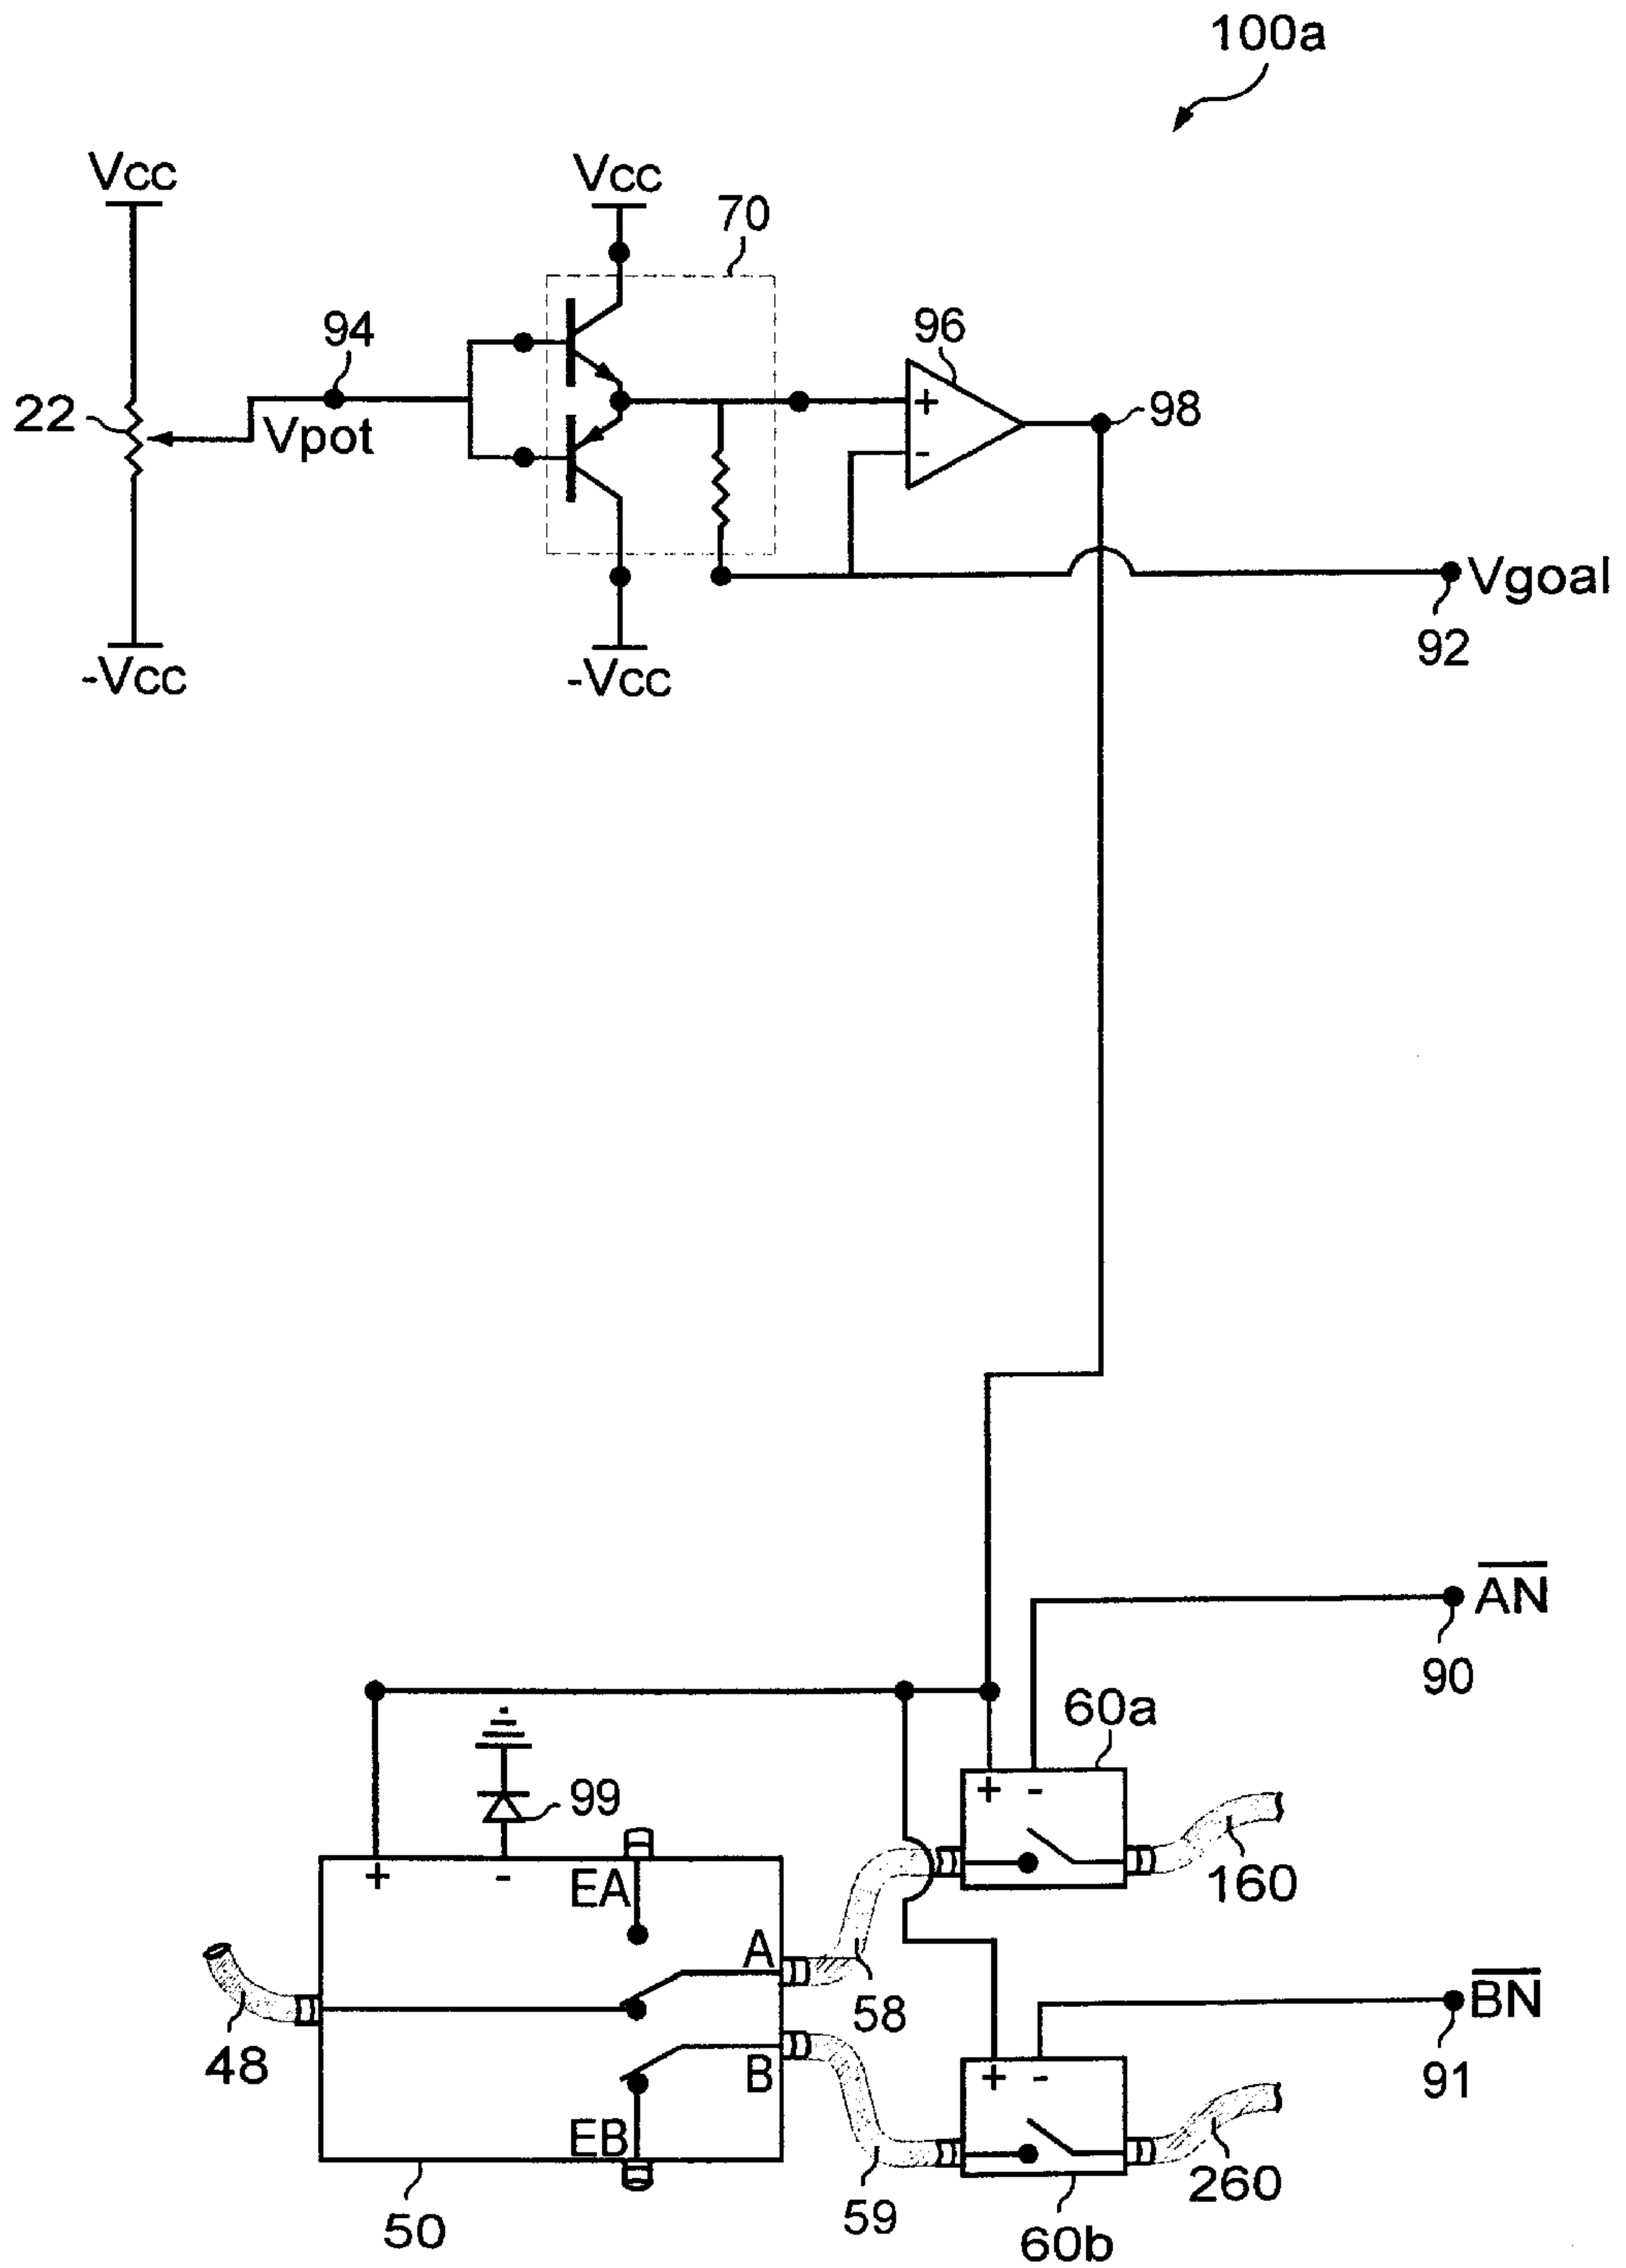 100a
Vcc
Vcc
70
94
96
22
Vpot
+
98
-
Vgoal
92
-Vcc
-Vcc
AN
90
60a
99
+
-
+
-
EA
160
A
58
BN
48
B
+
-
91
EB
260
50
59
60b